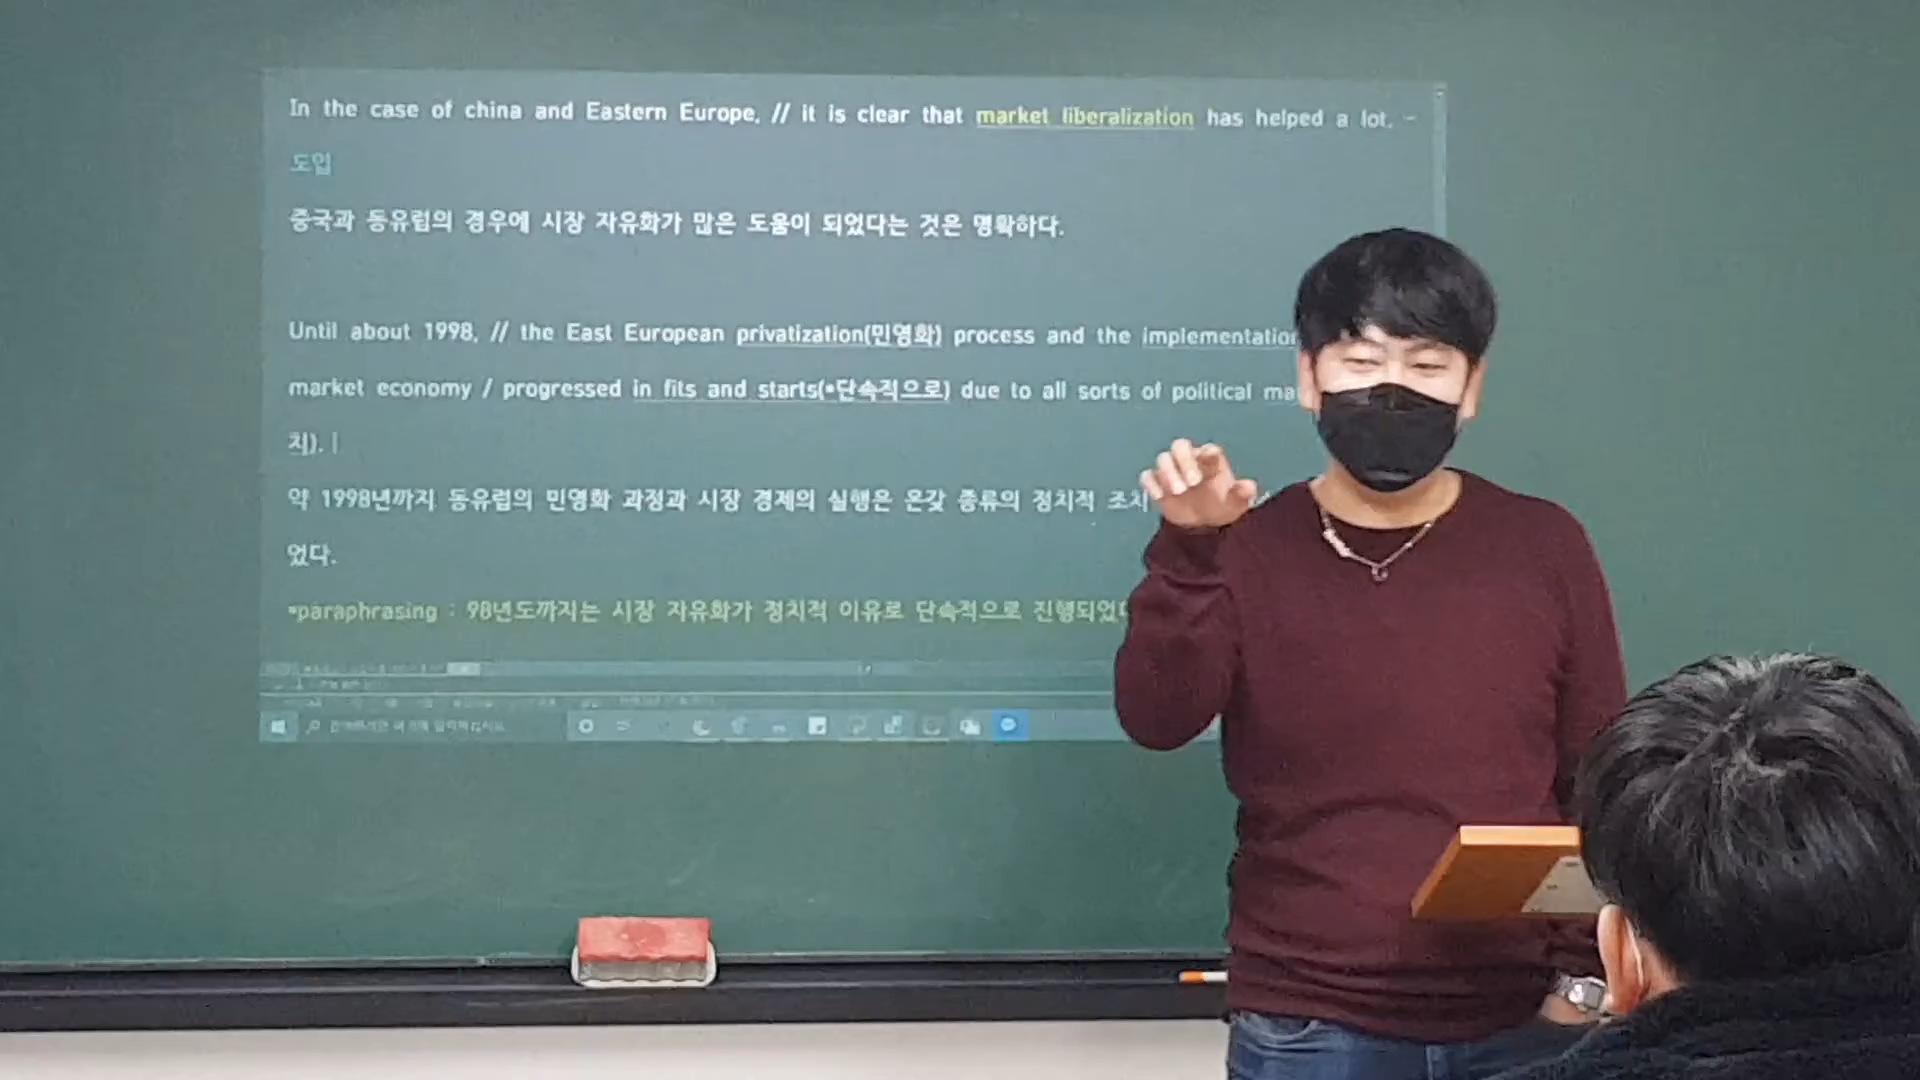 In the case of china and Eastern Europe, // it is clear that market liberalization has helped a lot. -
도입
중국과 동유럽의 경우에 시장 자유화가 많은 도움이 되었다는 것은 명확하다.
Until about 1998, // the East European privatization(민영화) process and the
market economy / progressed in fits and starts(*단속적으로) due to all sorts of political
치).
약 1998년까지 동유럽의 민영화 과정과 시장 경제의 실행은 온갖 종류의 정치적 조치
었다.
*paraphrasing : 98년도까지는 시장 자유화가 정치적 이유로 단속적으로